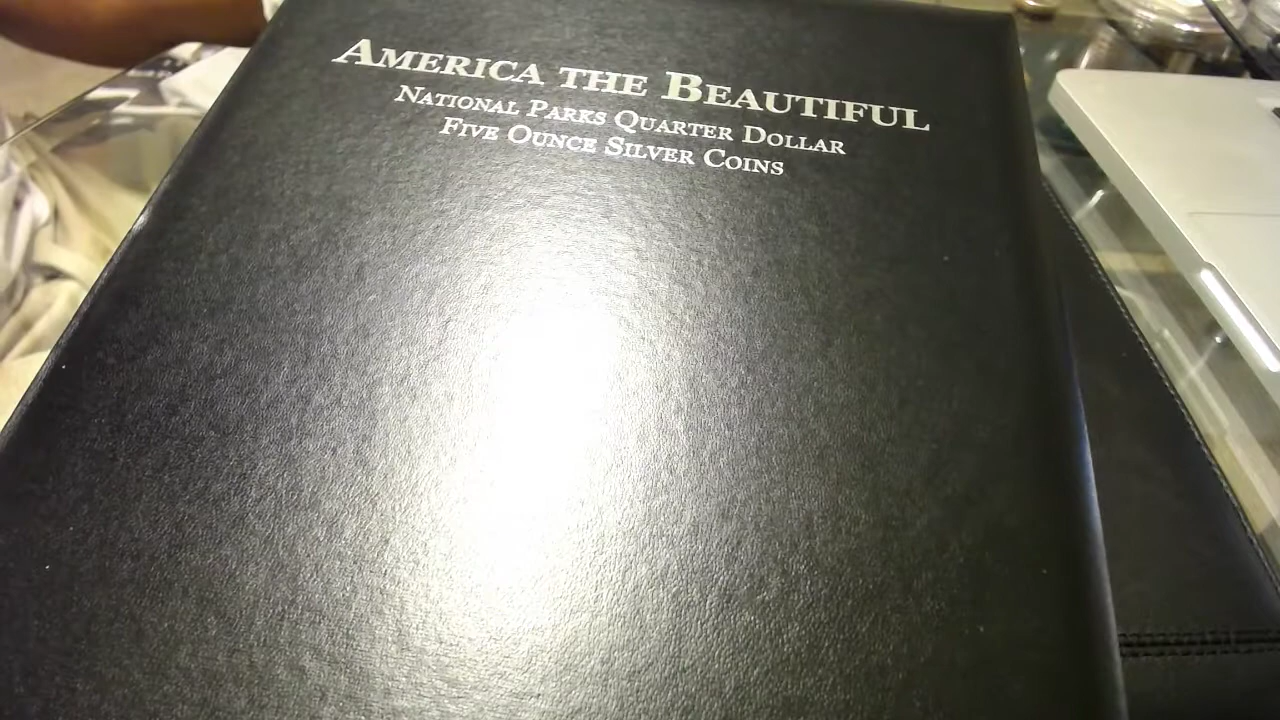 America the Beautiful
National Parks Quarter Dollar
Five Ounce Silver Coins